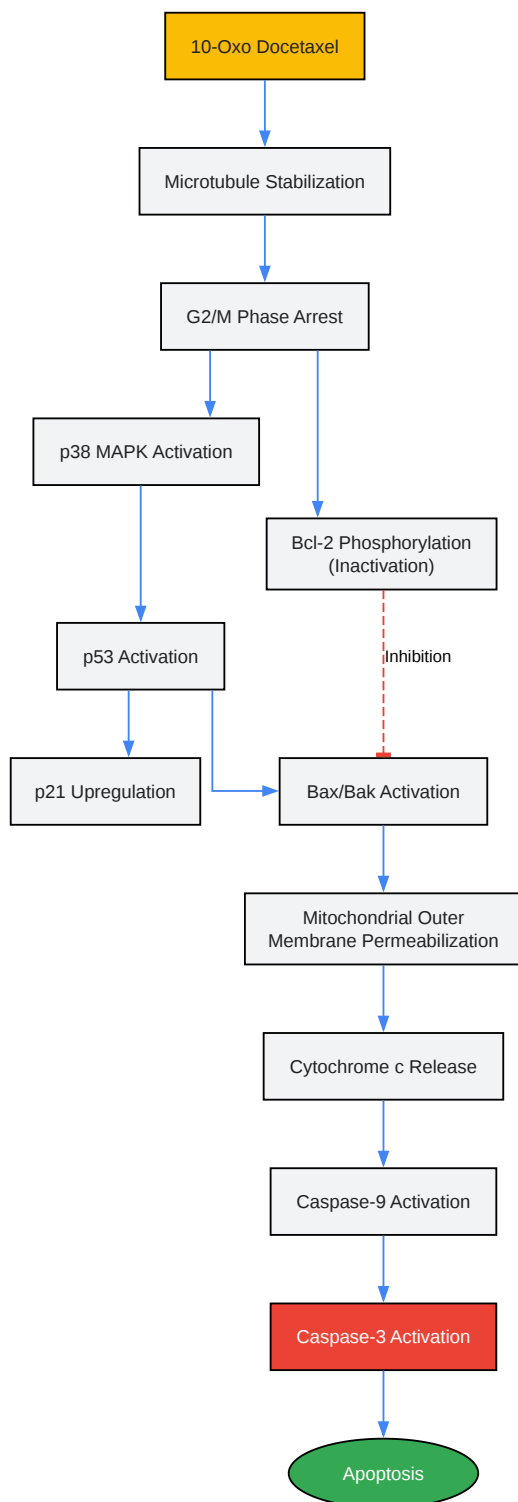 10-Oxo Docetaxel
Microtubule Stabilization
G2/M Phase Arrest
p38 MAPK Activation
Bcl-2 Phosphorylation
(Inactivation)
p53 Activation
Inhibition
p21 Upregulation
Bax/Bak Activation
Mitochondrial Outer
Membrane Permeabilization
Cytochrome c Release
Caspase-9 Activation
Caspase-3 Activation
Apoptosis